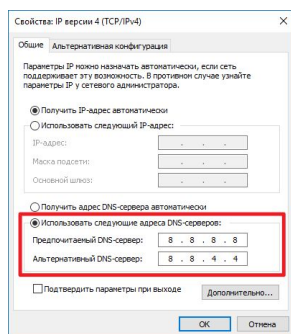 Свойства: IP версии 4 (TCP/IPv4)
Общие
Альтернативная конфигурация
Параметры IP можно назначать автоматически, если сеть
поддерживает эту возможность. В противном случае узнайте
параметры IP у сетевого администратора.
Получить IP-адрес автоматически
Использовать следующий IP-адрес:
IP-адрес:
Маска подсети:
Основной шлюз:
Получить адрес DNS-сервера автоматически
Использовать следующие адреса DNS-серверов:
Предпочитаемый DNS-сервер: 8 . 8 . 8 . 8
Альтернативный DNS-сервер: 8 . 8 . 4 . 4
Подтвердить параметры при выходе
Дополнительно...
OK
Отмена